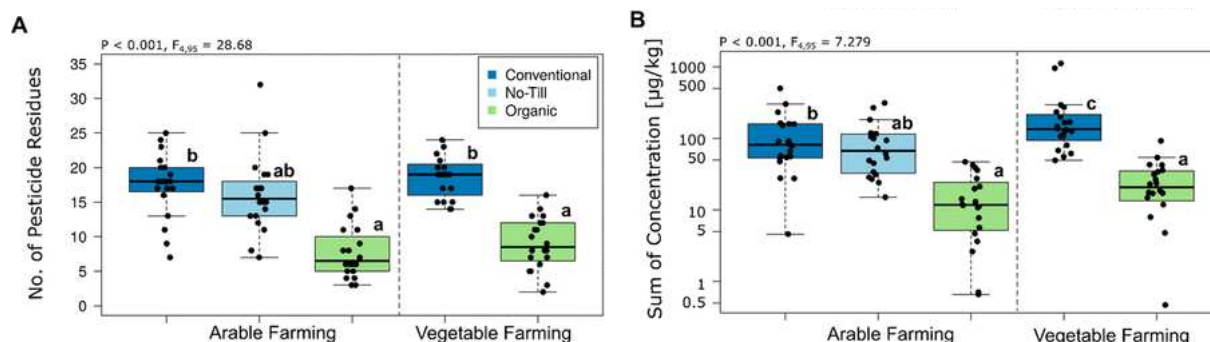 A
P < 0.001, F4,95 = 28.68
No. of Pesticide Residues
35
30
25
20
15
10
5
0
Conventional
No-Till
Organic
b
ab
a
b
a
Arable Farming
Vegetable Farming
B
P < 0.001, F4,95 = 7.279
Sum of Concentration [µg/kg]
1000
500
100
50
10
5
1
0.5
b
ab
a
c
a
Arable Farming
Vegetable Farming